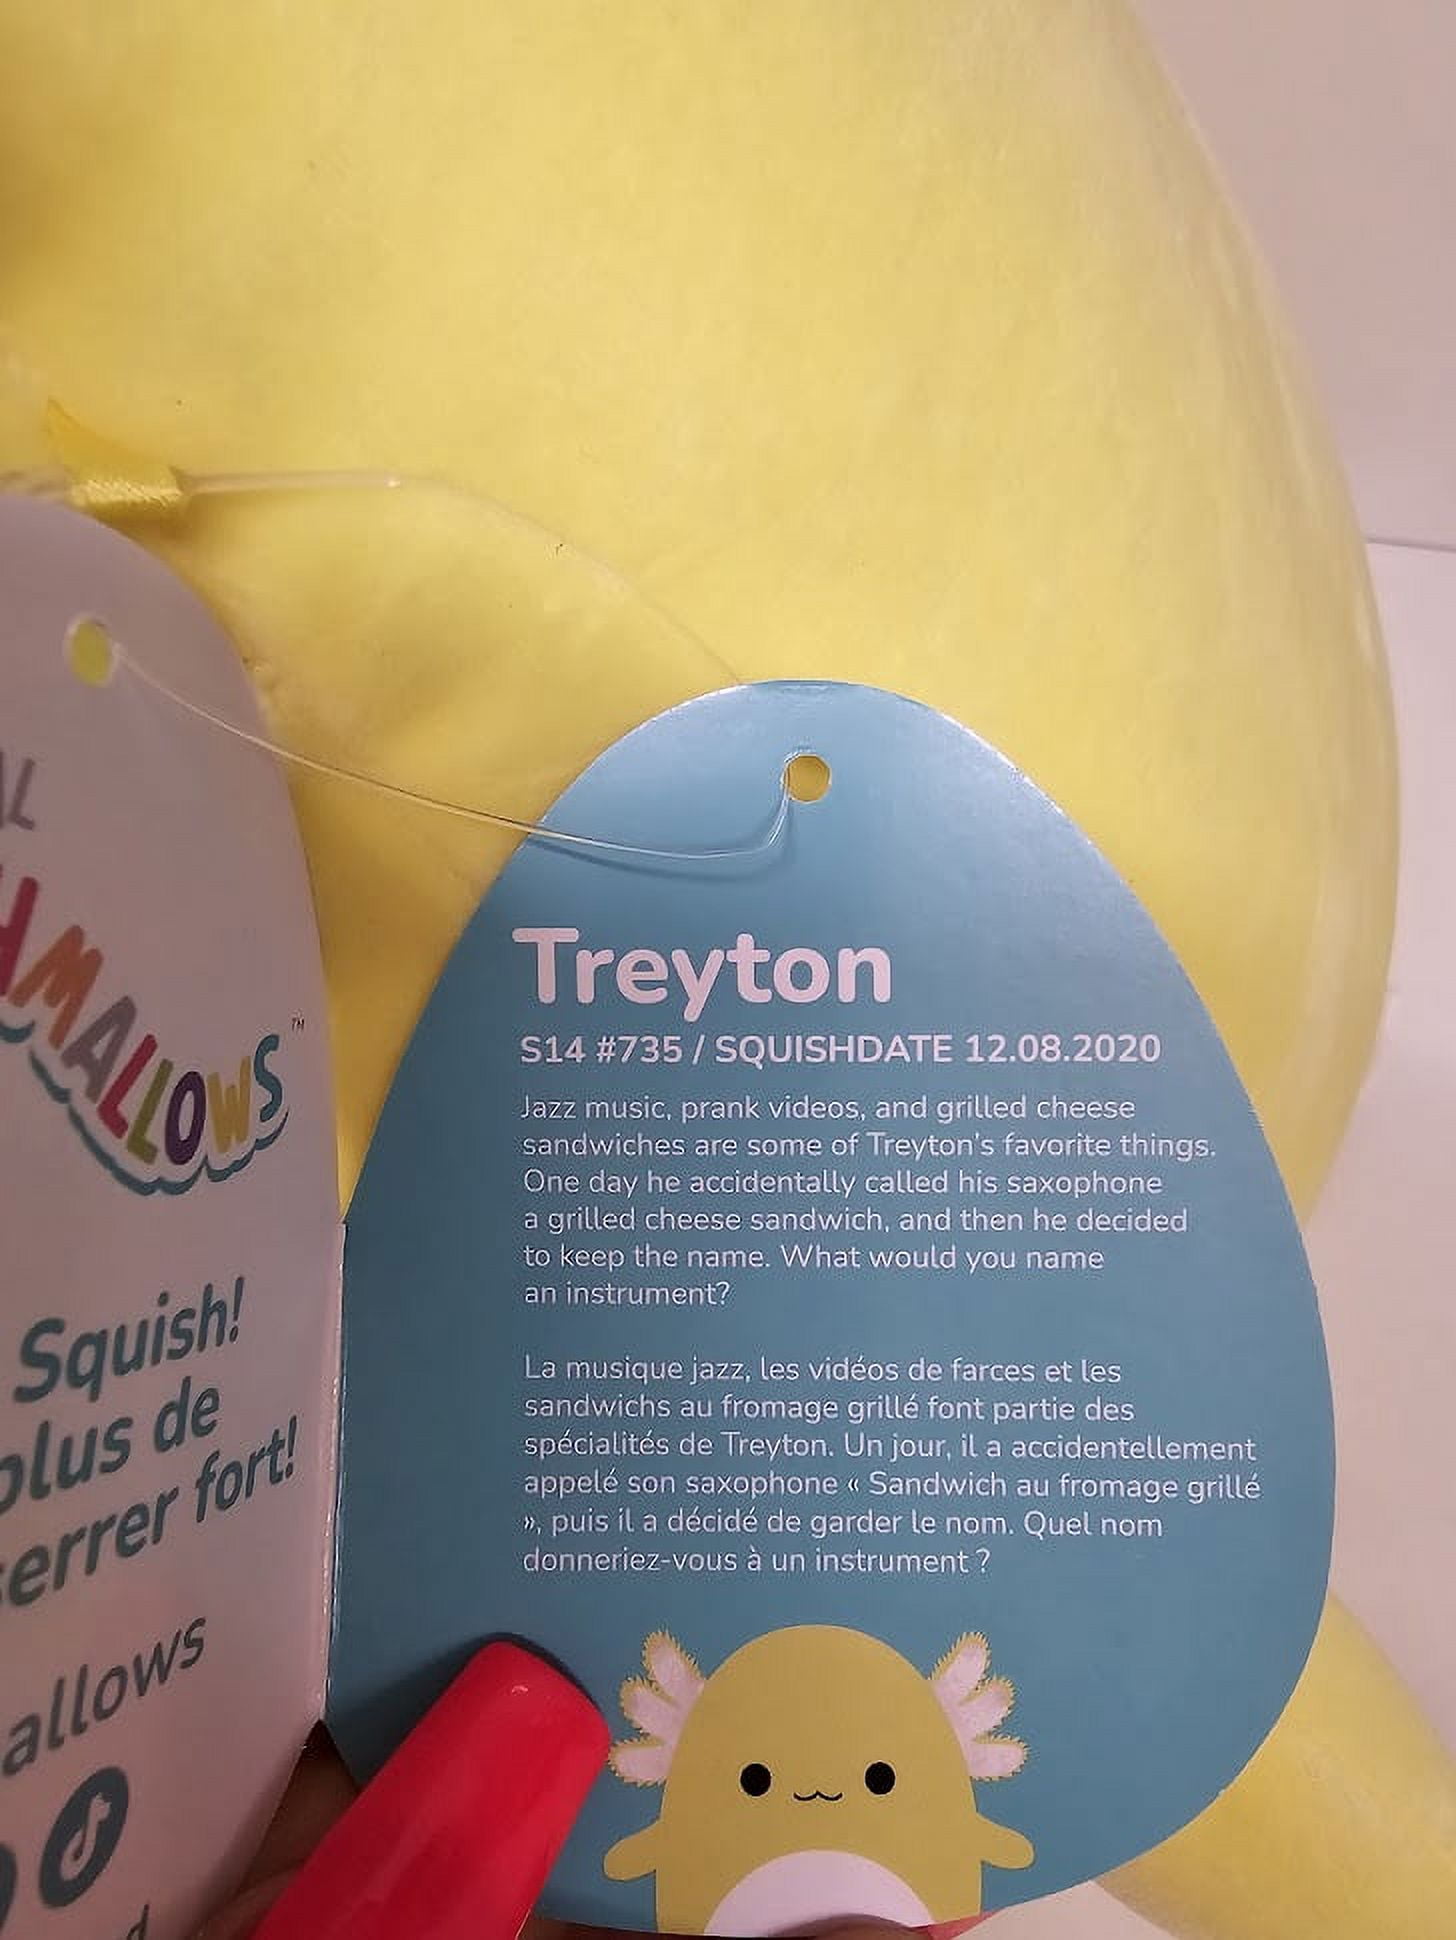 MALLOWS™
Squish!
plus de
serrer fort!
allows
Treyton
S14 #735 / SQUISHDATE 12.08.2020
Jazz music, prank videos, and grilled cheese
sandwiches are some of Treyton's favorite things.
One day he accidentally called his saxophone
a grilled cheese sandwich, and then he decided
to keep the name. What would you name
an instrument?
La musique jazz, les vidéos de farces et les
sandwichs au fromage grillé font partie des
spécialités de Treyton. Un jour, il a accidentellement
appelé son saxophone « Sandwich au fromage grillé
», puis il a décidé de garder le nom. Quel nom
donneriez-vous à un instrument ?